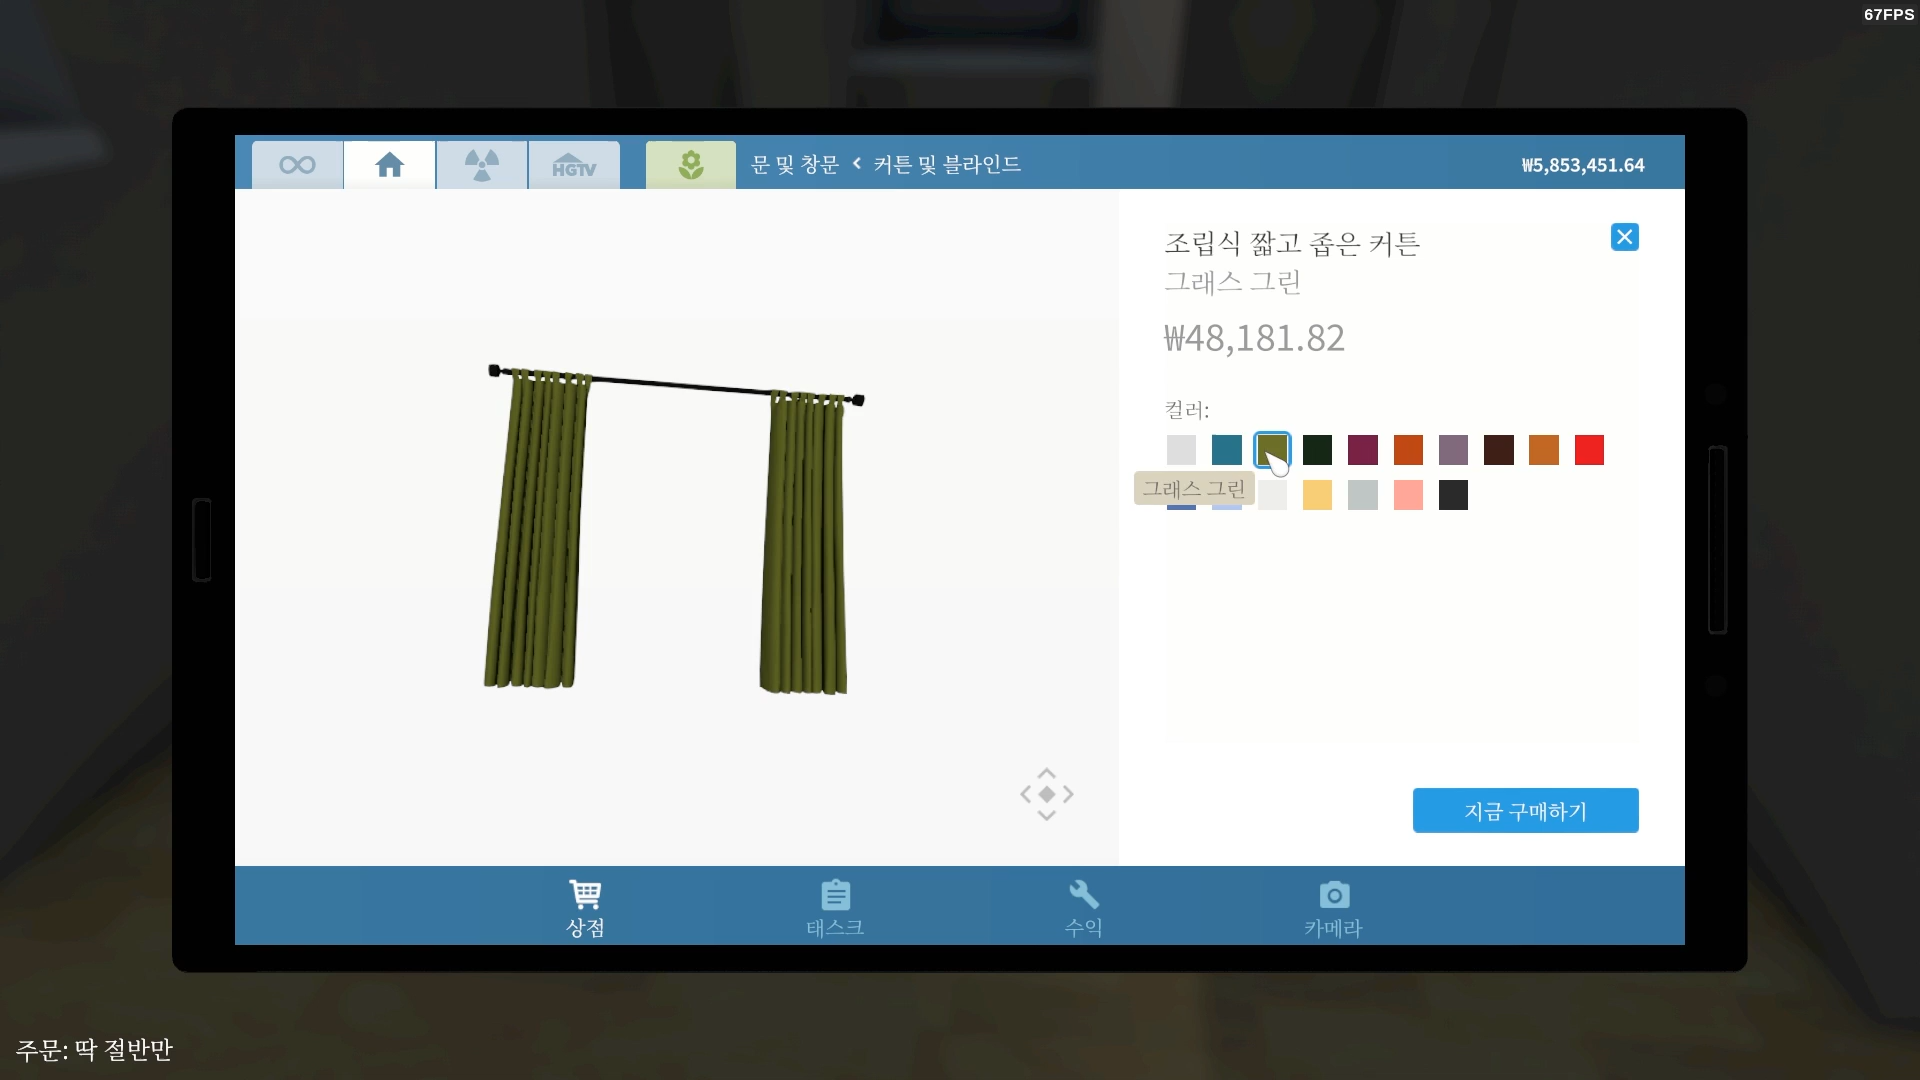 67FPS
HGTV
문 및 창문 < 커튼 및 블라인드
₩5,853,451.64
조립식 짧고 좁은 커튼
그래스 그린
₩48,181.82
컬러:
그래스 그린
지금 구매하기
상점
태스크
수익
카메라
주문: 딱 절반만